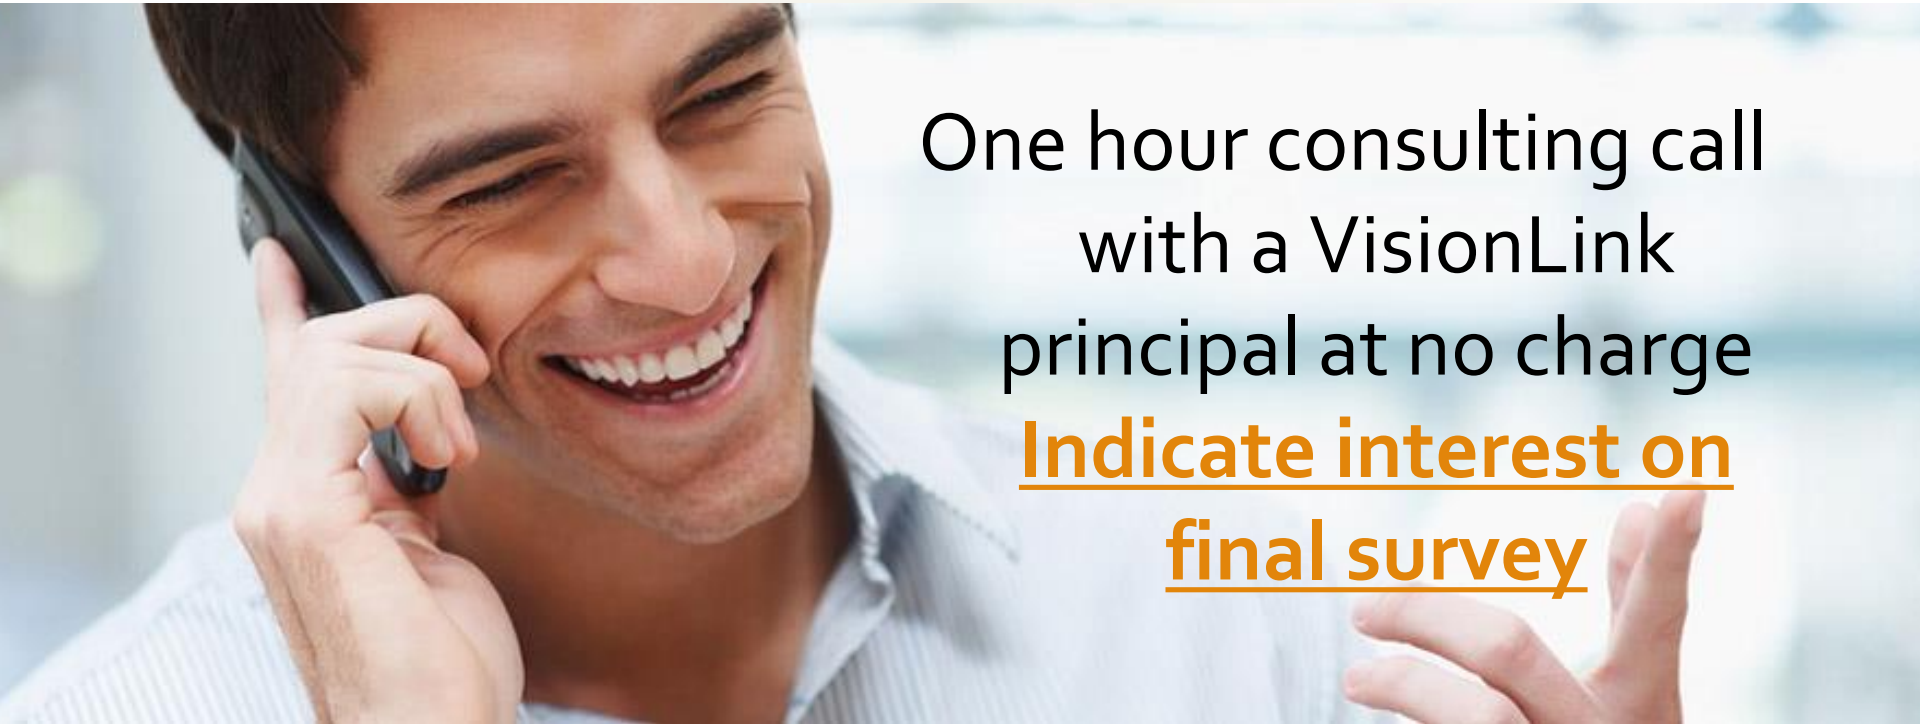 One hour consulting call
with a VisionLink
principal at no charge
Indicate interest on
final survey